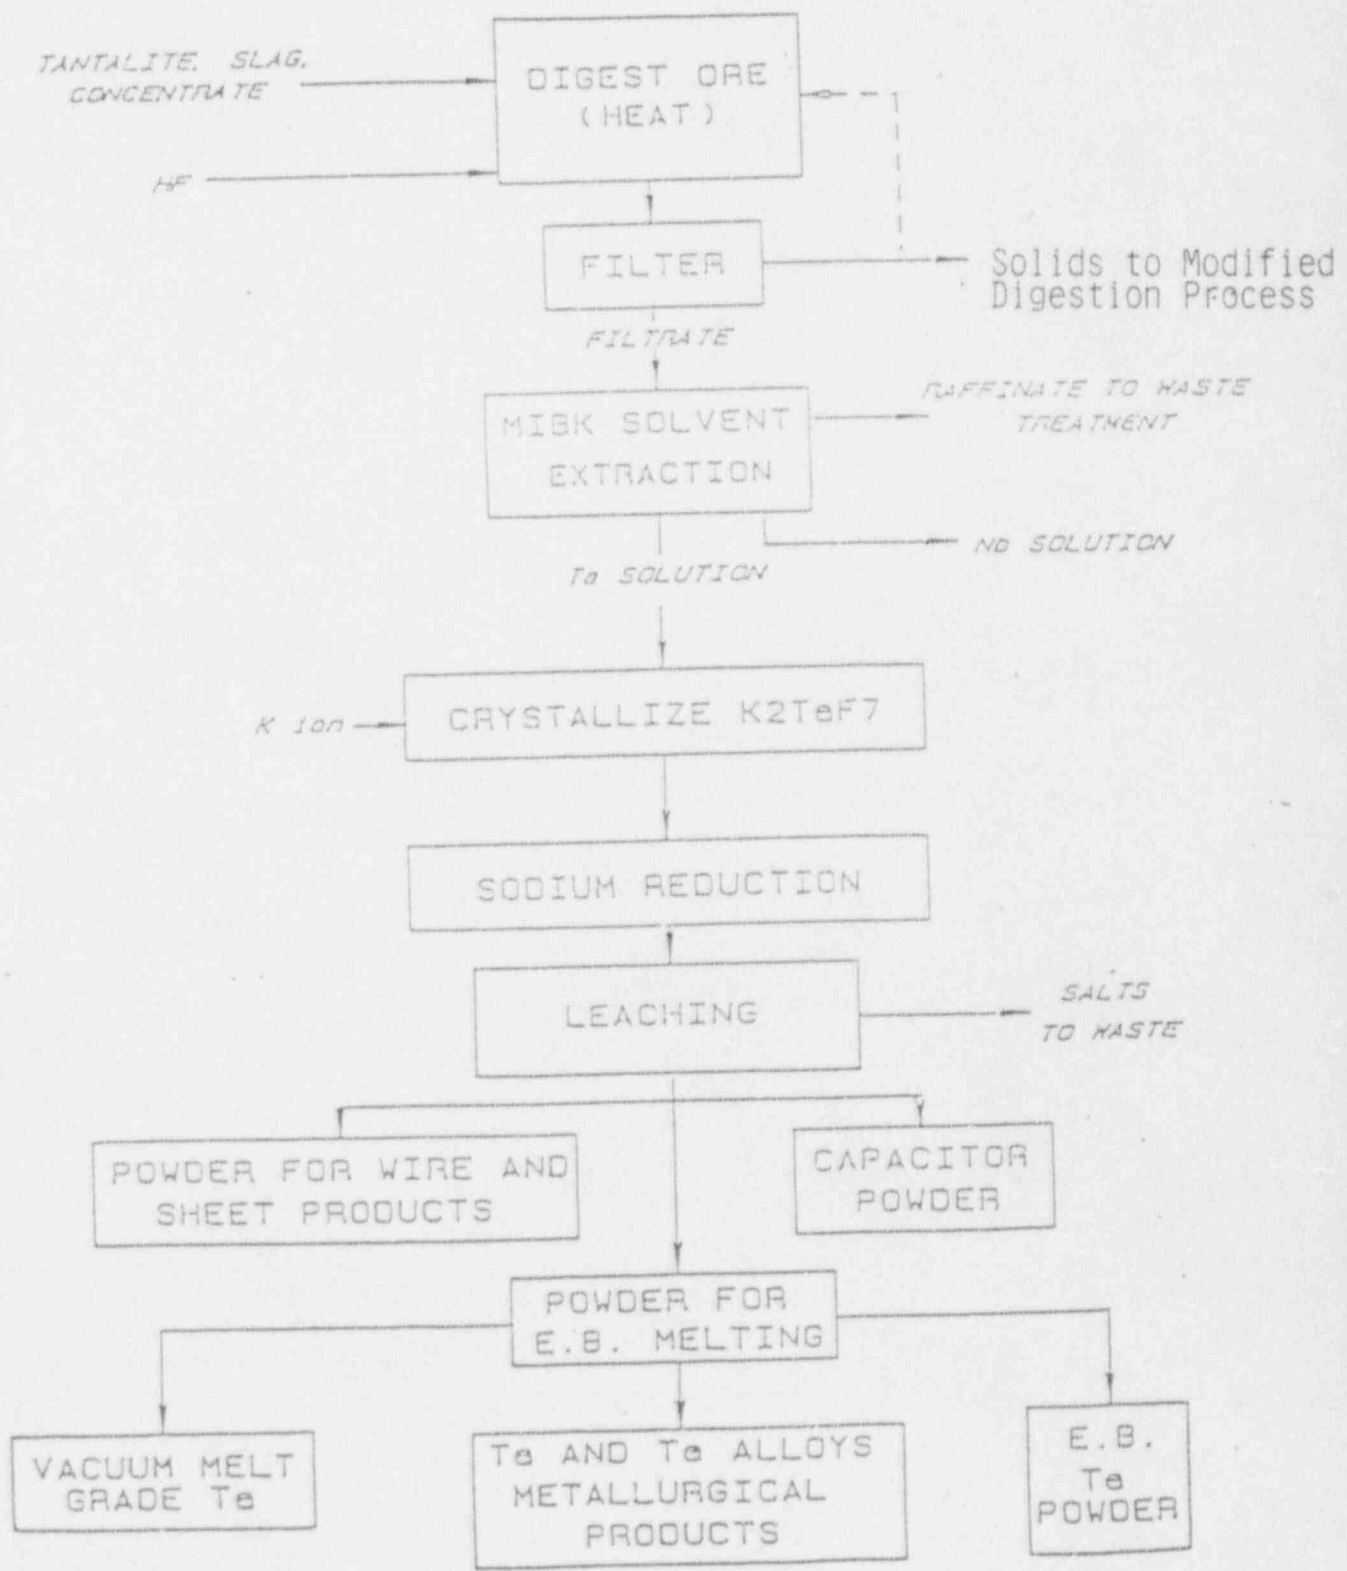 TANTALITE, SLAG,
CONCENTRATE
DIGEST ORE
(HEAT)
HF
FILTER
Solids to Modified
Digestion Process
FILTRATE
MIBK SOLVENT
EXTRACTION
RAFFINATE TO WASTE
TREATMENT
Nb SOLUTION
Ta SOLUTION
K ion
CRYSTALLIZE K2TaF7
SODIUM REDUCTION
LEACHING
SALTS
TO WASTE
POWDER FOR WIRE AND
SHEET PRODUCTS
CAPACITOR
POWDER
POWDER FOR
E.B. MELTING
VACUUM MELT
GRADE Ta
Ta AND Ta ALLOYS
METALLURGICAL
PRODUCTS
E.B.
Ta
POWDER